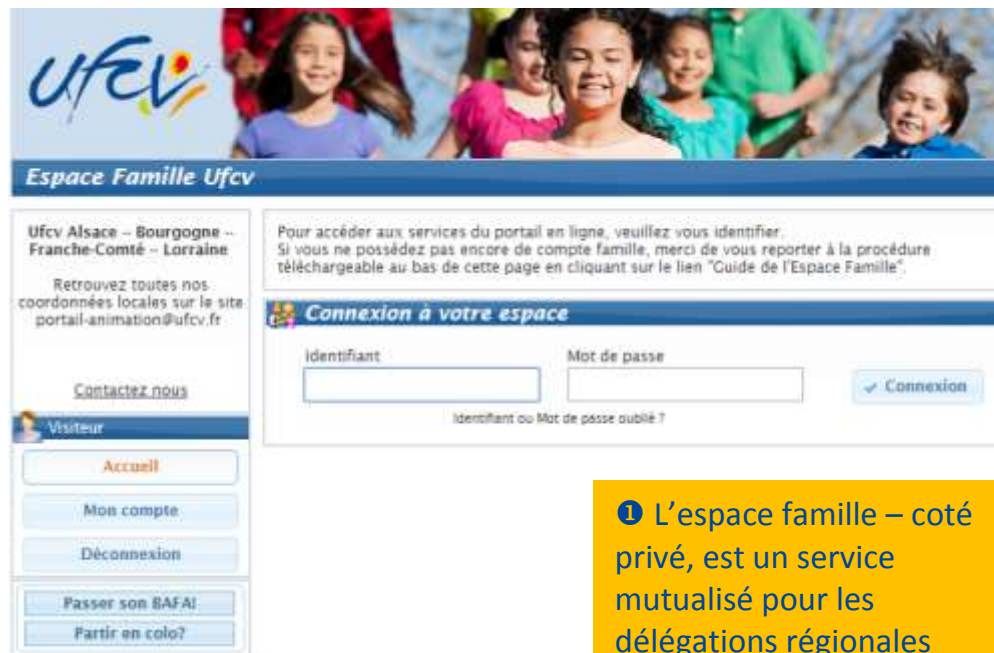 ufcv
Espace Famille Ufcv
Ufcv Alsace – Bourgogne –
Franche-Comté – Lorraine
Retrouvez toutes nos
coordonnées locales sur le site
portail-animation@ufcv.fr
Contactez nous
Visiteur
Accueil
Mon compte
Déconnexion
Passer son BAFA!
Partir en colo?
Pour accéder aux services du portail en ligne, veuillez vous identifier.
Si vous ne possédez pas encore de compte famille, merci de vous reporter à la procédure
téléchargeable au bas de cette page en cliquant sur le lien "Guide de l'Espace Famille".
Connexion à votre espace
Identifiant
Mot de passe
Connexion
Identifiant ou Mot de passe oublié ?
❶ L’espace famille – coté
privé, est un service
mutualisé pour les
délégations régionales